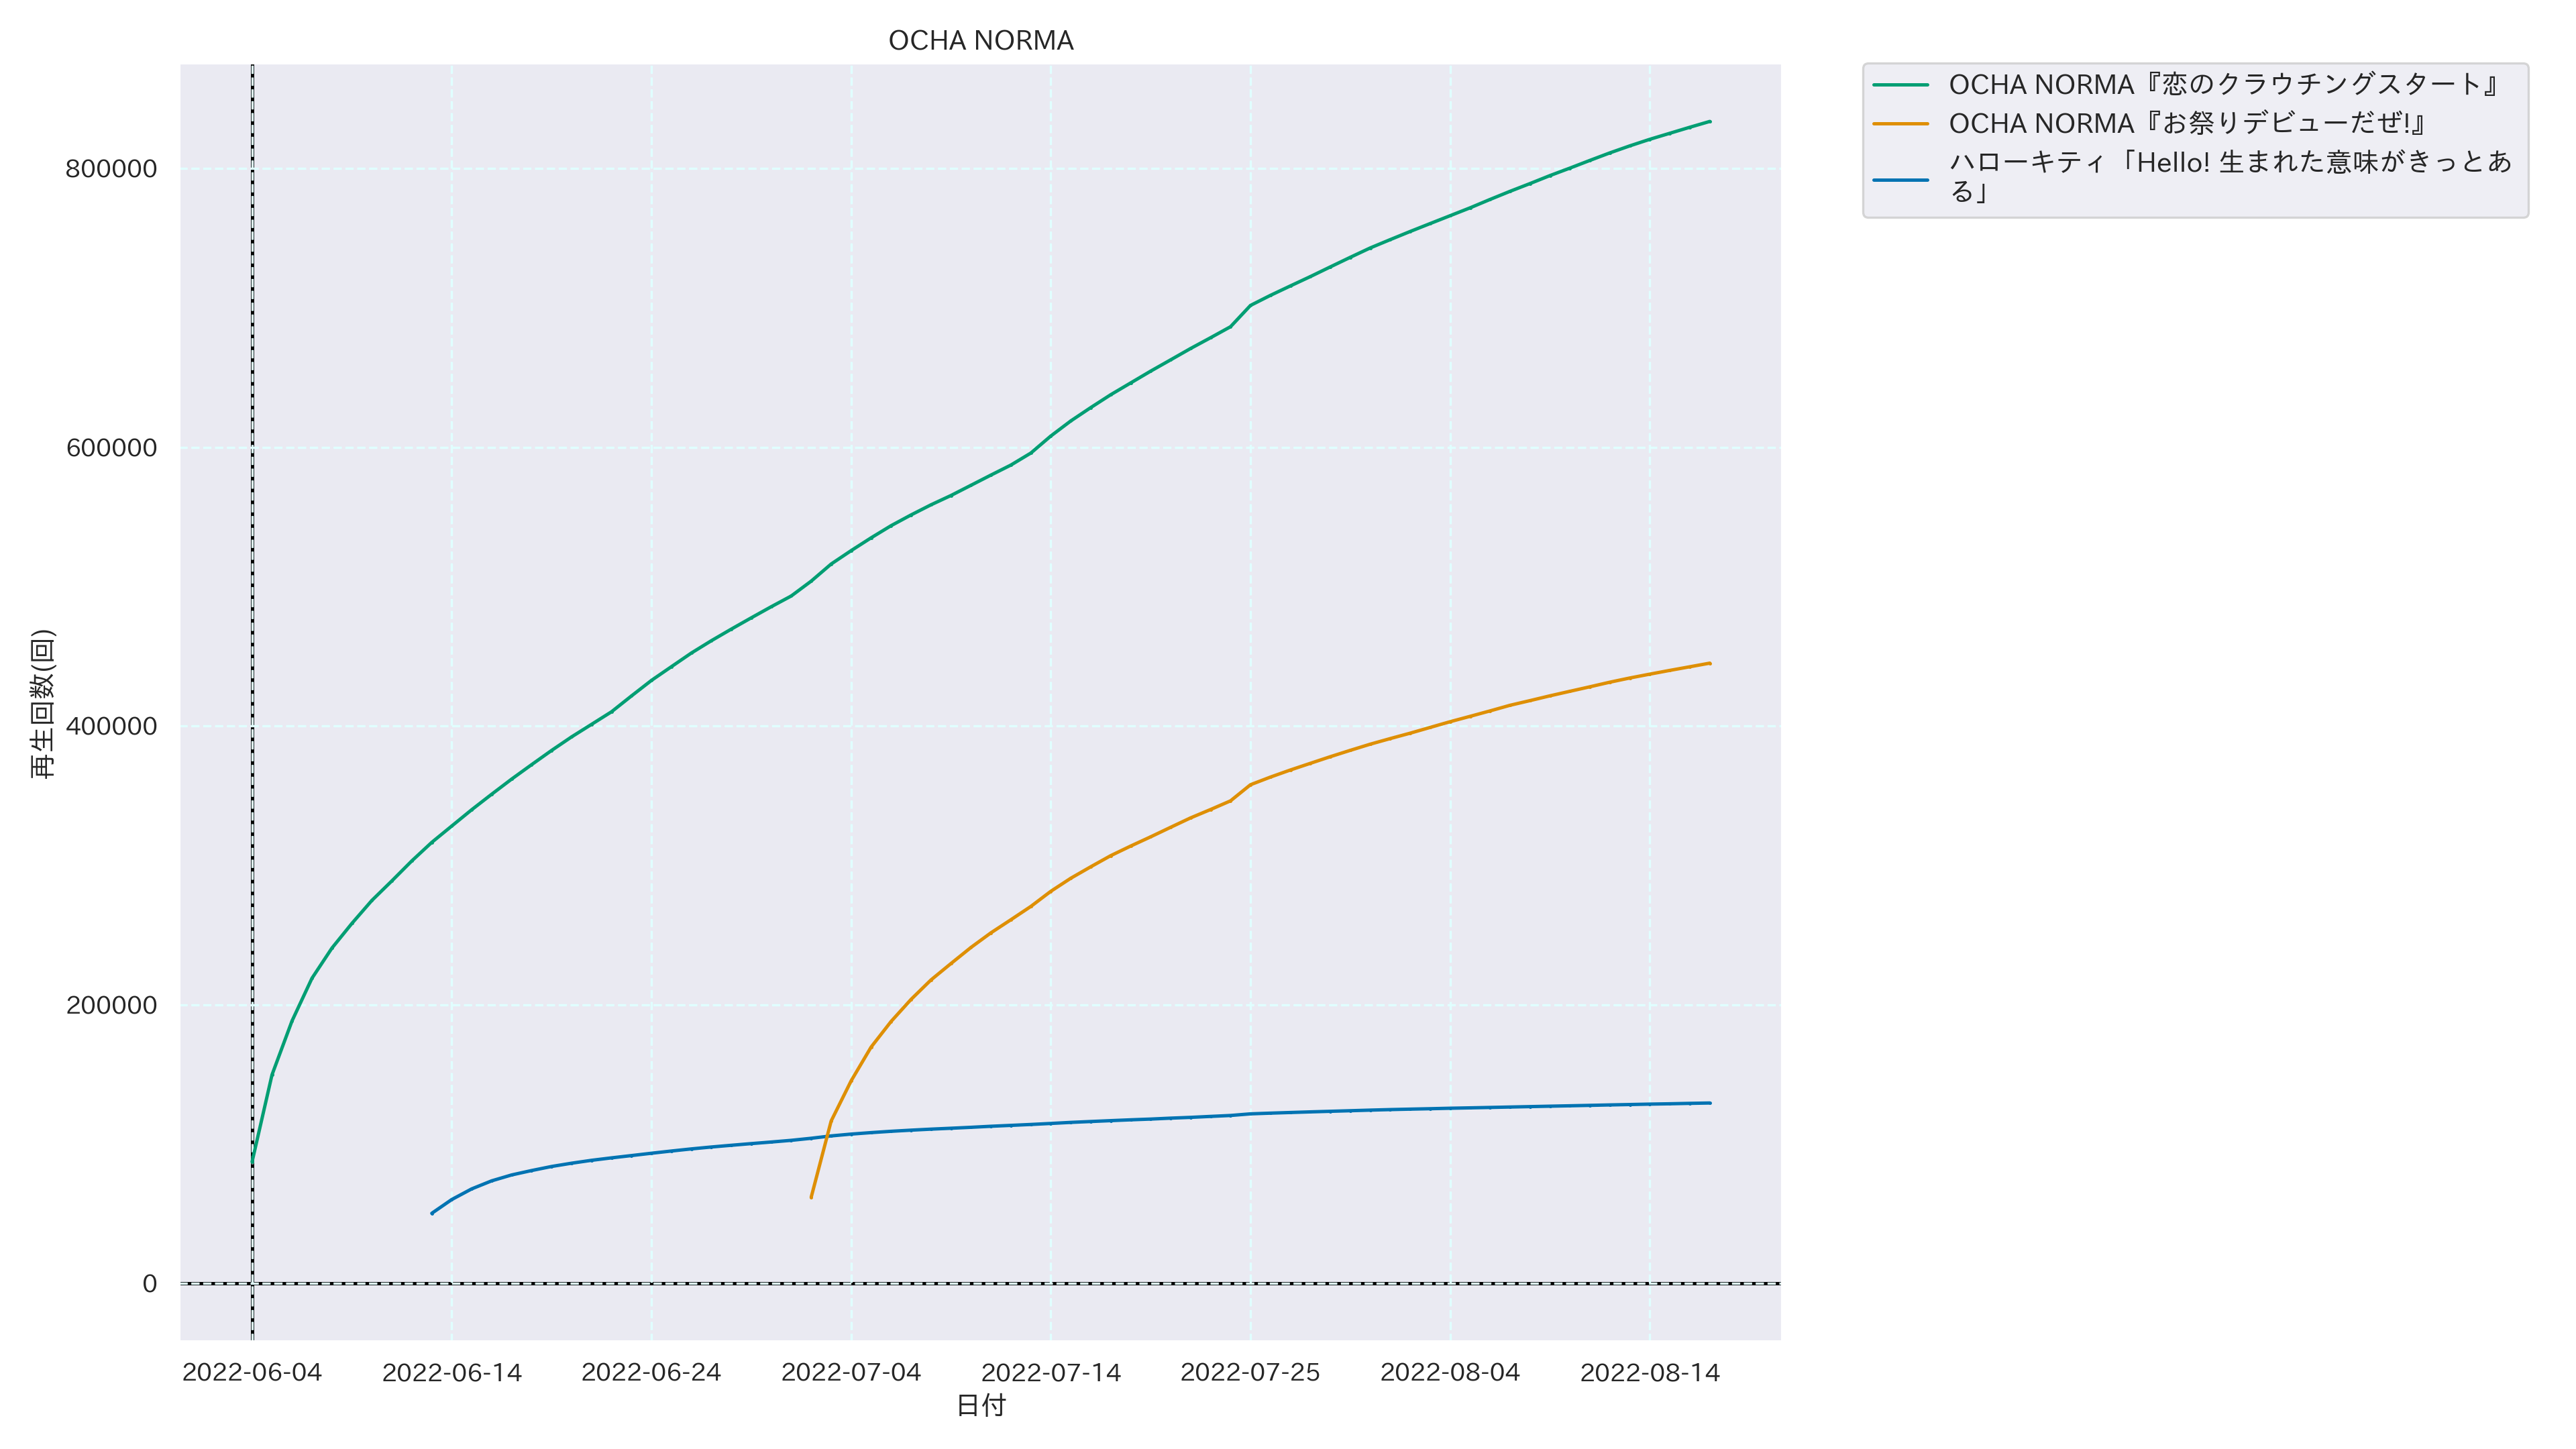 OCHA NORMA
OCHA NORMA『恋のクラウチングスタート』
OCHA NORMA『お祭りデビューだぜ!』
ハローキティ「Hello! 生まれた意味がきっとあ
る」
再生回数(回)
800000
600000
400000
200000
0
2022-06-04
2022-06-14
2022-06-24
2022-07-04
2022-07-14
2022-07-25
2022-08-04
2022-08-14
日付